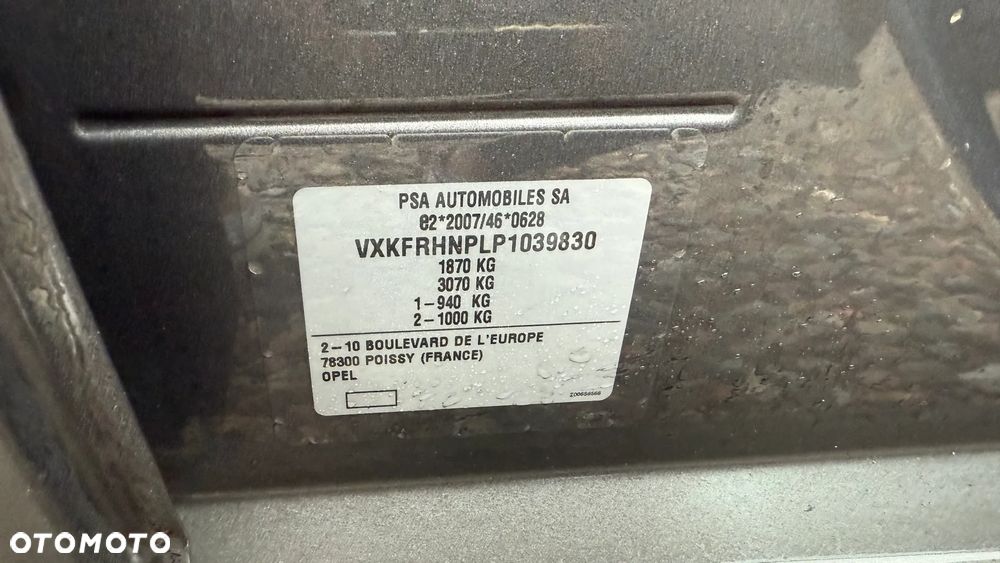 PSA AUTOMOBILES SA
e2*2007/46*0628
VXKFRHNPLP1039830
1870 KG
3070 KG
1-940 KG
2-1000 KG
2-10 BOULEVARD DE L'EUROPE
78300 POISSY (FRANCE)
OPEL
Z00656566
OTOMOTO